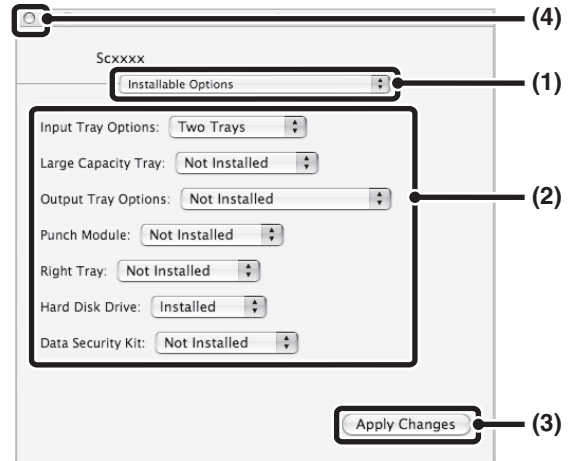 (4)
Scxxxx
Installable Options
(1)
Input Tray Options: Two Trays
Large Capacity Tray: Not Installed
Output Tray Options: Not Installed
(2)
Punch Module: Not Installed
Right Tray: Not Installed
Hard Disk Drive: Installed
Data Security Kit: Not Installed
Apply Changes
(3)